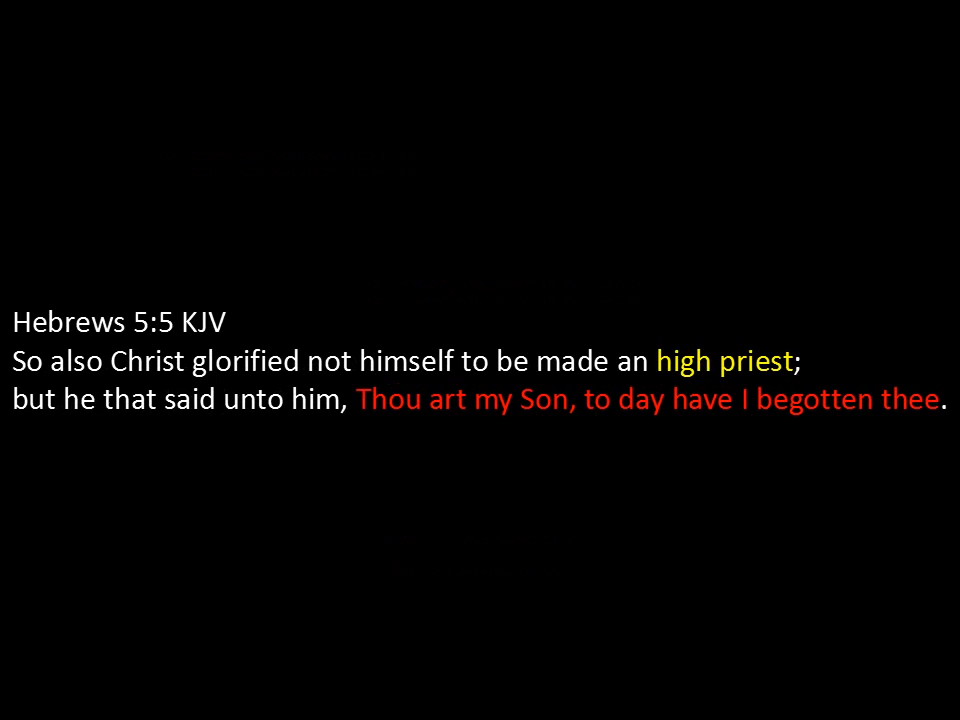 Hebrews 5:5 KJV
So also Christ glorified not himself to be made an high priest;
but he that said unto him, Thou art my Son, to day have I begotten thee.